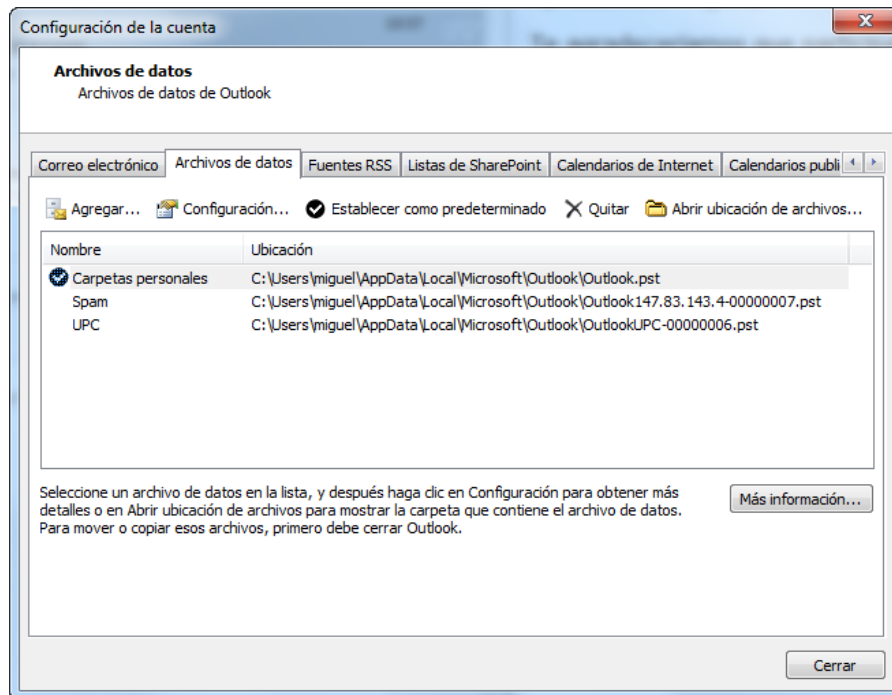 Configuración de la cuenta
Archivos de datos
Archivos de datos de Outlook
Correo electrónico Archivos de datos Fuentes RSS Listas de SharePoint Calendarios de Internet Calendarios publi
Agregar... Configuración... Establecer como predeterminado Quitar Abrir ubicación de archivos...
Nombre Ubicación
Carpetas personales C:\Users\miguel\AppData\Local\Microsoft\Outlook\Outlook.pst
Spam C:\Users\miguel\AppData\Local\Microsoft\Outlook\Outlook147.83.143.4-00000007.pst
UPC C:\Users\miguel\AppData\Local\Microsoft\Outlook\OutlookUPC-00000006.pst
Seleccione un archivo de datos en la lista, y después haga clic en Configuración para obtener más
detalles o en Abrir ubicación de archivos para mostrar la carpeta que contiene el archivo de datos.
Para mover o copiar esos archivos, primero debe cerrar Outlook.
Más información...
Cerrar